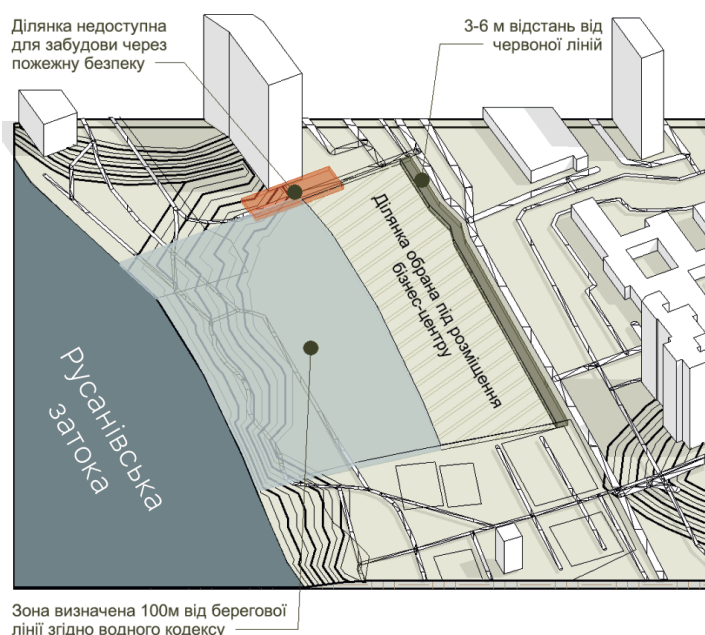 Ділянка недоступна
для забудови через
пожежну безпеку
3-6 м відстань від
червоної ліній
Ділянка обрана під розміщення
бізнес-центру
Русанівська
затока
Зона визначена 100м від берегової
лінії згідно водного кодексу